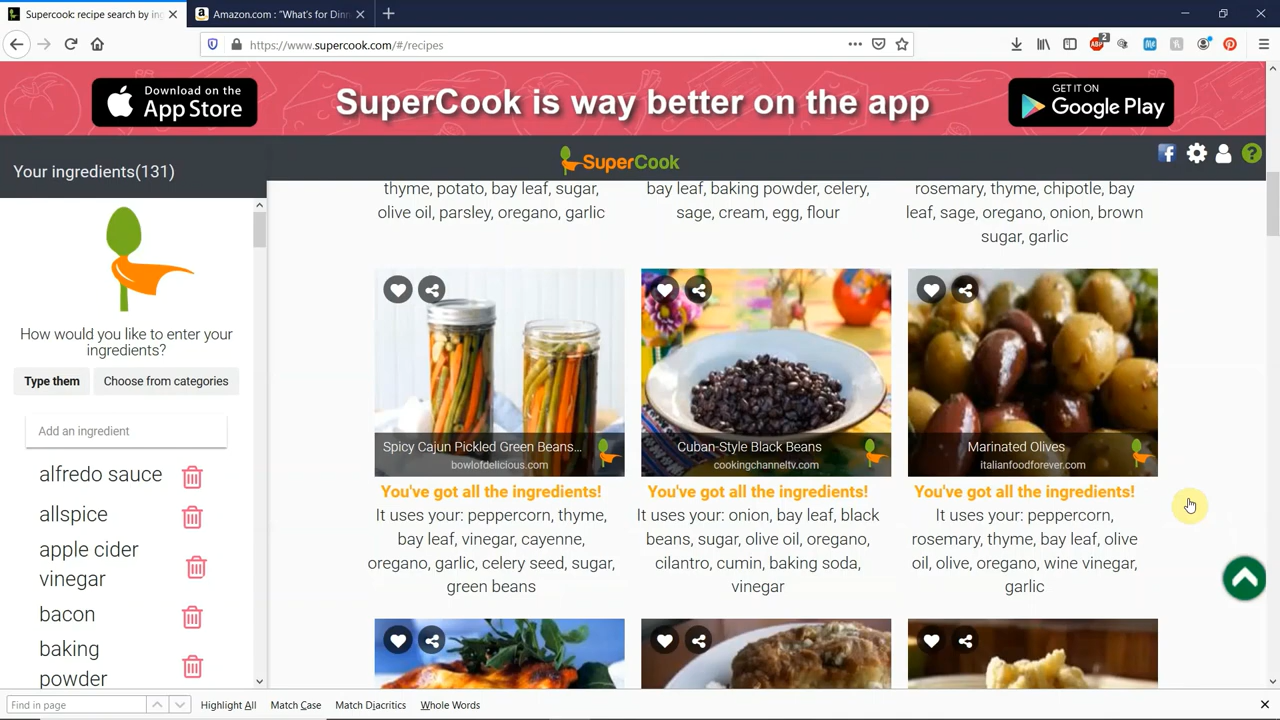 Supercook: recipe search by ing
Amazon.com : "What's for Dinn
https://www.supercook.com/#/recipes
2
Download on the
App Store
SuperCook is way better on the app
GET IT ON
Google Play
Your ingredients(131)
SuperCook
How would you like to enter your
ingredients?
Type them
Choose from categories
Add an ingredient
alfredo sauce
allspice
apple cider
vinegar
bacon
baking
powder
thyme, potato, bay leaf, sugar,
olive oil, parsley, oregano, garlic
bay leaf, baking powder, celery,
sage, cream, egg, flour
rosemary, thyme, chipotle, bay
leaf, sage, oregano, onion, brown
sugar, garlic
Spicy Cajun Pickled Green Beans...
bowlofdelicious.com
You've got all the ingredients!
It uses your: peppercorn, thyme,
bay leaf, vinegar, cayenne,
oregano, garlic, celery seed, sugar,
green beans
Cuban-Style Black Beans
cookingchanneltv.com
You've got all the ingredients!
It uses your: onion, bay leaf, black
beans, sugar, olive oil, oregano,
cilantro, cumin, baking soda,
vinegar
Marinated Olives
italianfoodforever.com
You've got all the ingredients!
It uses your: peppercorn,
rosemary, thyme, bay leaf, olive
oil, olive, oregano, wine vinegar,
garlic
Find in page
Highlight All
Match Case
Match Diacritics
Whole Words